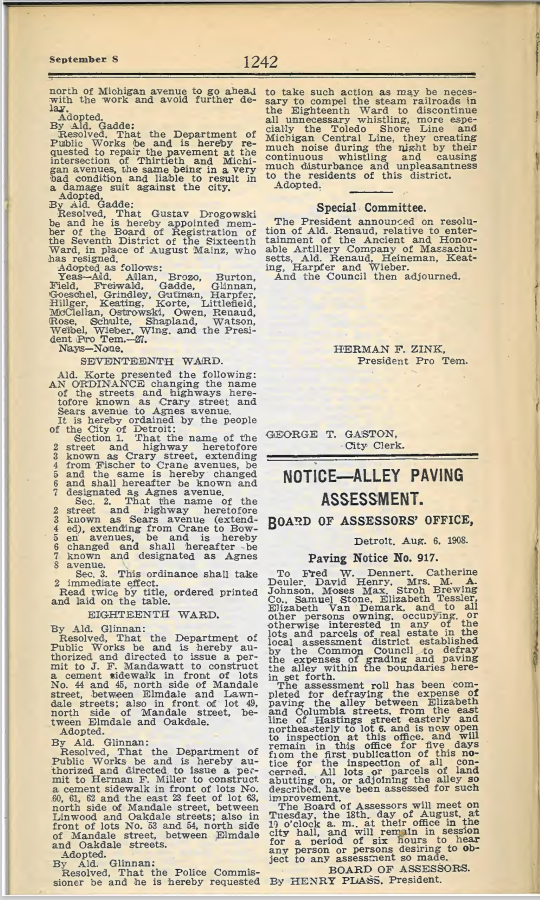 September 8
1242
north of Michigan avenue to go ahead
with the work and avoid further de-
lay.
Adopted.
By Ald. Gadde:
Resolved, That the Department of
Public Works be and is hereby re-
quested to repair the pavement at the
intersection of Thirtieth and Michi-
gan avenues, the same being in a very
bad condition and liable to result in
a damage suit against the city.
Adopted.
By Ald. Gadde:
Resolved, That Gustav Drogowski
be and he is hereby appointed mem-
ber of the Board of Registration of
the Seventh District of the Sixteenth
Ward, in place of August Mainz, who
has resigned.
Adopted as follows:
Yeas—Ald. Allan, Brozo, Burton,
Field, Freiwald, Gadde, Glinnan,
Goeschel, Grindley, Gutman, Harpfer,
Hillger, Keating, Korte, Littlefield,
McClellan, Ostrowski, Owen, Renaud,
Rose, Schulte, Shapland, Watson,
Weibel, Wieber, Wing, and the Presi-
dent Pro Tem.—27.
Nays—None.
SEVENTEENTH WARD.
Ald. Korte presented the following:
AN ORDINANCE changing the name
of the streets and highways here-
tofore known as Crary street and
Sears avenue to Agnes avenue.
It is hereby ordained by the people
of the City of Detroit:
Section 1. That the name of the
2 street and highway heretofore
3 known as Crary street, extending
4 from Fischer to Crane avenues, be
5 and the same is hereby changed
6 and shall hereafter be known and
7 designated as Agnes avenue.
Sec. 2. That the name of the
2 street and highway heretofore
3 known as Sears avenue (extend-
4 ed), extending from Crane to Bow-
5 en avenues, be and is hereby
6 changed and shall hereafter be
7 known and designated as Agnes
8 avenue.
Sec. 3. This ordinance shall take
2 immediate effect.
Read twice by title, ordered printed
and laid on the table.
EIGHTEENTH WARD.
By Ald. Glinnan:
Resolved, That the Department of
Public Works be and is hereby au-
thorized and directed to issue a per-
mit to J. F. Mandawatt to construct
a cement sidewalk in front of lots
No. 44 and 45, north side of Mandale
street, between Elmdale and Lawn-
dale streets; also in front of lot 49,
north side of Mandale street, be-
tween Elmdale and Oakdale.
Adopted.
By Ald. Glinnan:
Resolved, That the Department of
Public Works be and is hereby au-
thorized and directed to issue a per-
mit to Herman F. Miller to construct
a cement sidewalk in front of lots No.
60, 61, 62 and the east 23 feet of lot 63,
north side of Mandale street, between
Linwood and Oakdale streets; also in
front of lots No. 53 and 54, north side
of Mandale street, between Elmdale
and Oakdale streets.
Adopted.
By Ald. Glinnan:
Resolved, That the Police Commis-
sioner be and he is hereby requested
to take such action as may be neces-
sary to compel the steam railroads in
the Eighteenth Ward to discontinue
all unnecessary whistling, more espe-
cially the Toledo Shore Line and
Michigan Central Line, they creating
much noise during the night by their
continuous whistling and causing
much disturbance and unpleasantness
to the residents of this district.
Adopted.
Special Committee.
The President announced on resolu-
tion of Ald. Renaud, relative to enter-
tainment of the Ancient and Honor-
able Artillery Company of Massachu-
setts, Ald. Renaud, Heineman, Keat-
ing, Harpfer and Wieber.
And the Council then adjourned.
HERMAN F. ZINK,
President Pro Tem.
GEORGE T. GASTON,
City Clerk.
NOTICE—ALLEY PAVING
ASSESSMENT.
BOARD OF ASSESSORS' OFFICE,
Detroit, Aug. 6, 1908.
Paving Notice No. 917.
To Fred W. Dennert, Catherine
Deuler, David Henry, Mrs. M. A.
Johnson, Moses Max, Stroh Brewing
Co., Samuel Stone, Elizabeth Tessler,
Elizabeth Van Demark, and to all
other persons owning, occupying, or
otherwise interested in any of the
lots and parcels of real estate in the
local assessment district established
by the Common Council to defray
the expenses of grading and paving
the alley within the boundaries here-
in set forth.
The assessment roll has been com-
pleted for defraying the expense of
paving the alley between Elizabeth
and Columbia streets, from the east
line of Hastings street easterly and
northeasterly to lot 6, and is now open
to inspection at this office, and will
remain in this office for five days
from the first publication of this no-
tice for the inspection of all con-
cerned. All lots or parcels of land
abutting on, or adjoining the alley so
described, have been assessed for such
improvement.
The Board of Assessors will meet on
Tuesday, the 18th, day of August, at
10 o'clock a. m., at their office in the
city hall, and will remain in session
for a period of six hours to hear
any person or persons desiring to ob-
ject to any assessment so made.
BOARD OF ASSESSORS.
By HENRY PLASS, President.